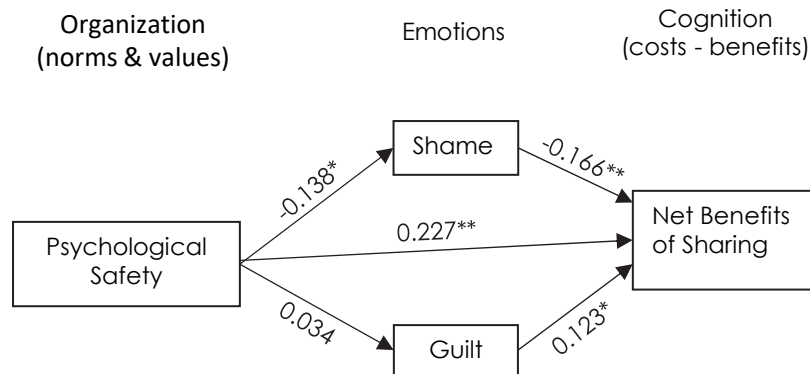 Organization
(norms & values)
Emotions
Cognition
(costs - benefits)
Shame
-0.138*
-0.166**
Psychological
Safety
0.227**
Net Benefits
of Sharing
0.034
Guilt
0.123*